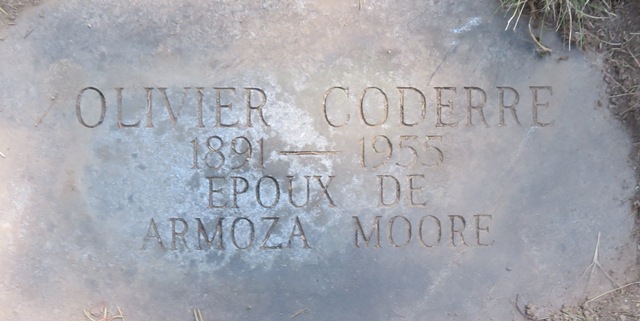 OLIVIER CODERRE
1891 — 1955
EPOUX DE
ARMOZA MOORE